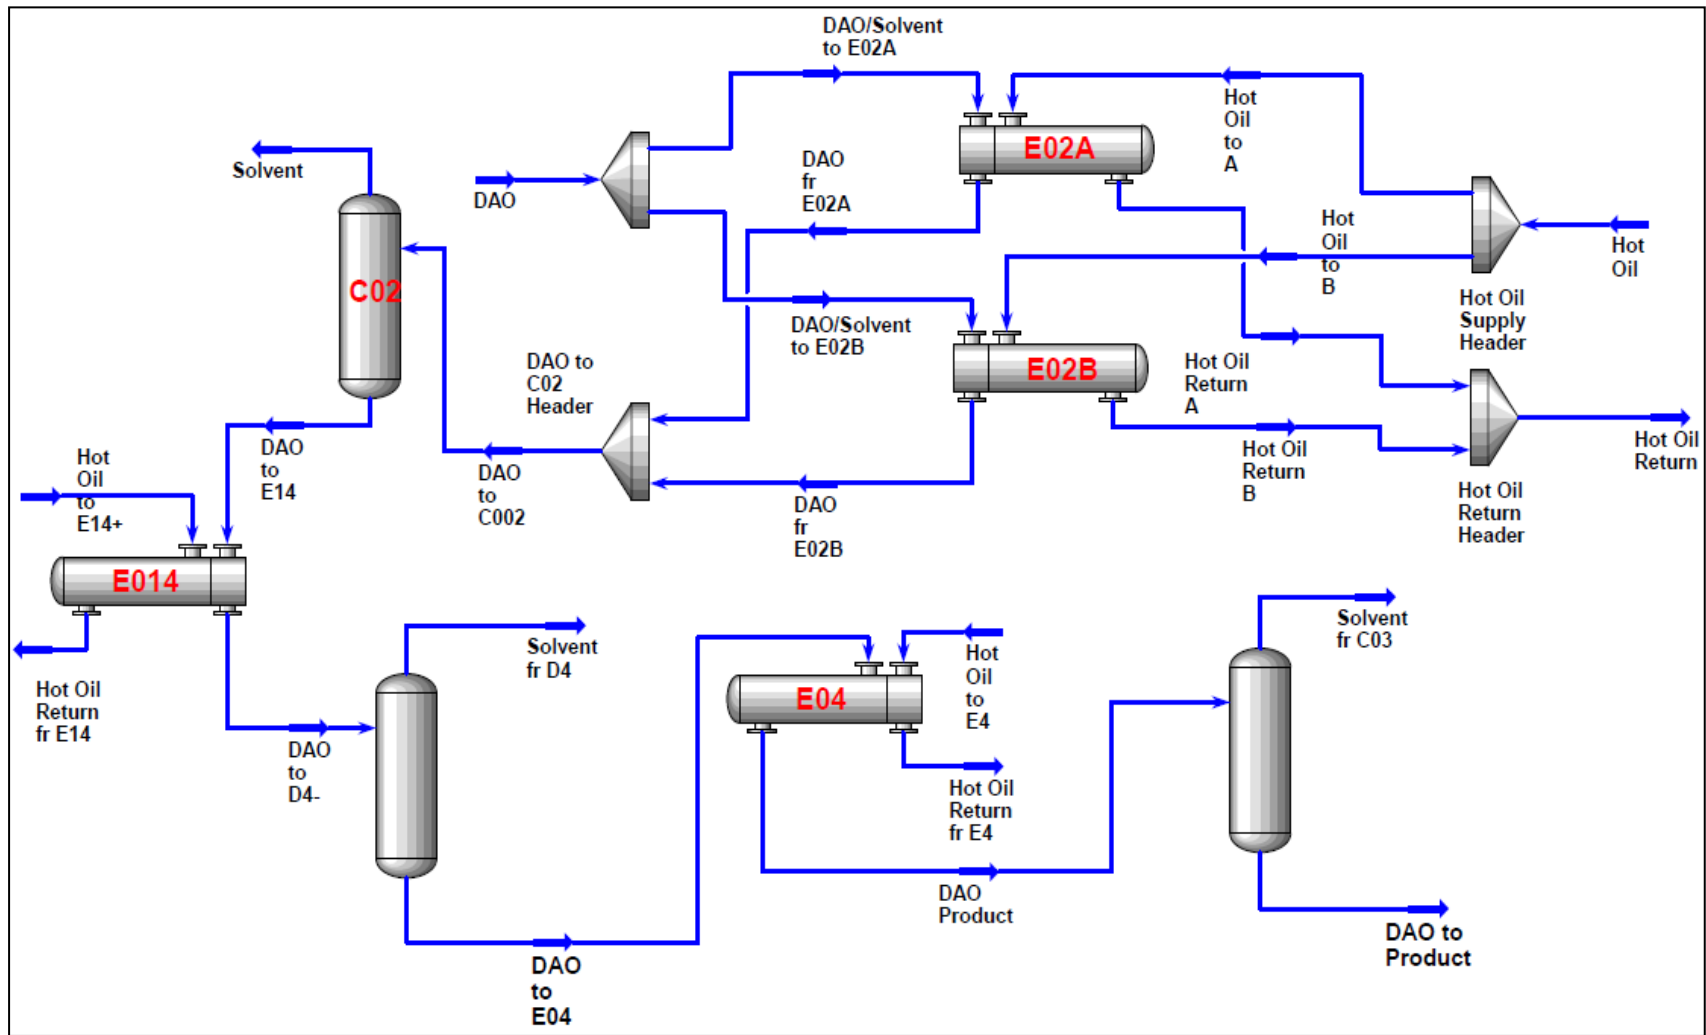 DAO/Solvent
to E02A
Hot
Oil
to
A
E02A
DAO
fr
E02A
Solvent
DAO
Hot
Oil
to
B
Hot
Oil
C02
Hot Oil
Supply
Header
DAO/Solvent
to E02B
E02B
DAO to
C02
Header
Hot Oil
Return
A
DAO
to
E14
Hot
Oil
to
E14+
DAO
to
C002
DAO
fr
E02B
Hot Oil
Return
B
Hot Oil
Return
Hot Oil
Return
Header
E014
Solvent
fr D4
Solvent
fr C03
Hot
Oil
to
E4
E04
Hot Oil
Return
fr E14
DAO
to
D4-
Hot Oil
Return
fr E4
DAO
Product
DAO to
Product
DAO
to
E04